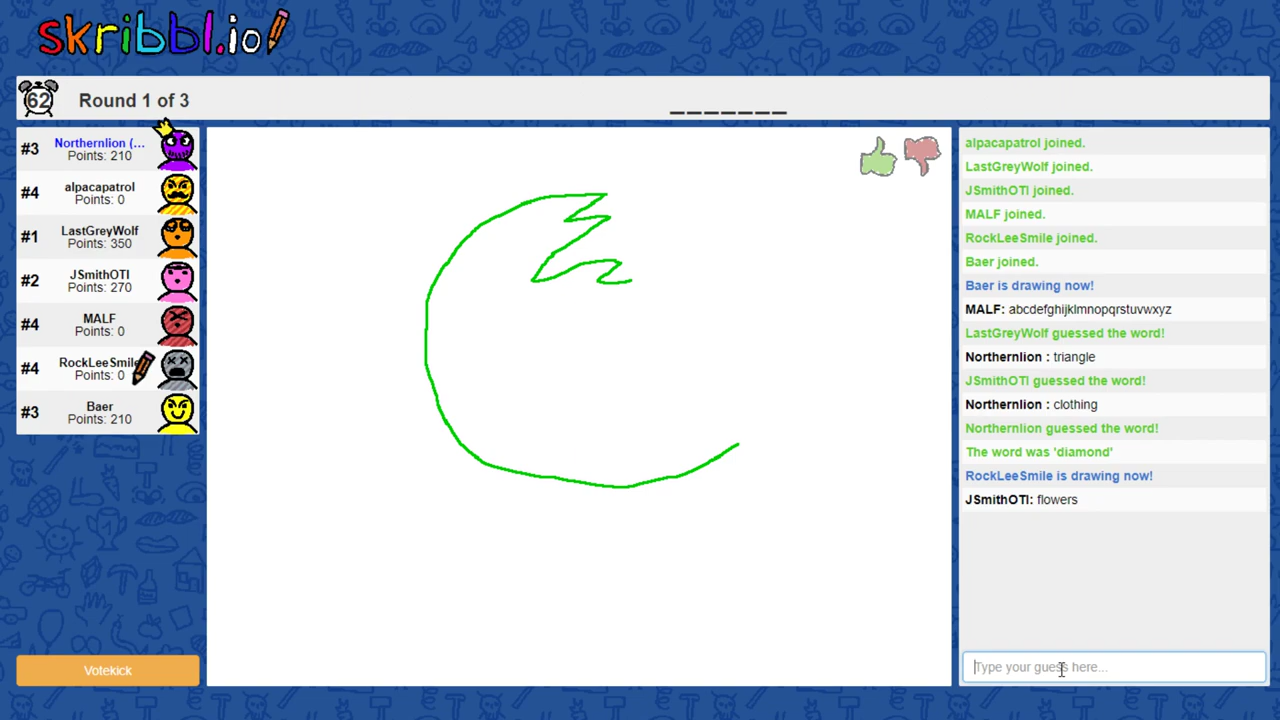 skribbl.io
62
Round 1 of 3
_______
#3 Northernlion (...
Points: 210
#4 alpacapatrol
Points: 0
#1 LastGreyWolf
Points: 350
#2 JSmithOTI
Points: 270
#4 MALF
Points: 0
#4 RockLeeSmile
Points: 0
#3 Baer
Points: 210
Votekick
alpacapatrol joined.
LastGreyWolf joined.
JSmithOTI joined.
MALF joined.
RockLeeSmile joined.
Baer joined.
Baer is drawing now!
MALF: abcdefghijklmnopqrstuvwxyz
LastGreyWolf guessed the word!
Northernlion : triangle
JSmithOTI guessed the word!
Northernlion : clothing
Northernlion guessed the word!
The word was 'diamond'
RockLeeSmile is drawing now!
JSmithOTI: flowers
Type your guess here...